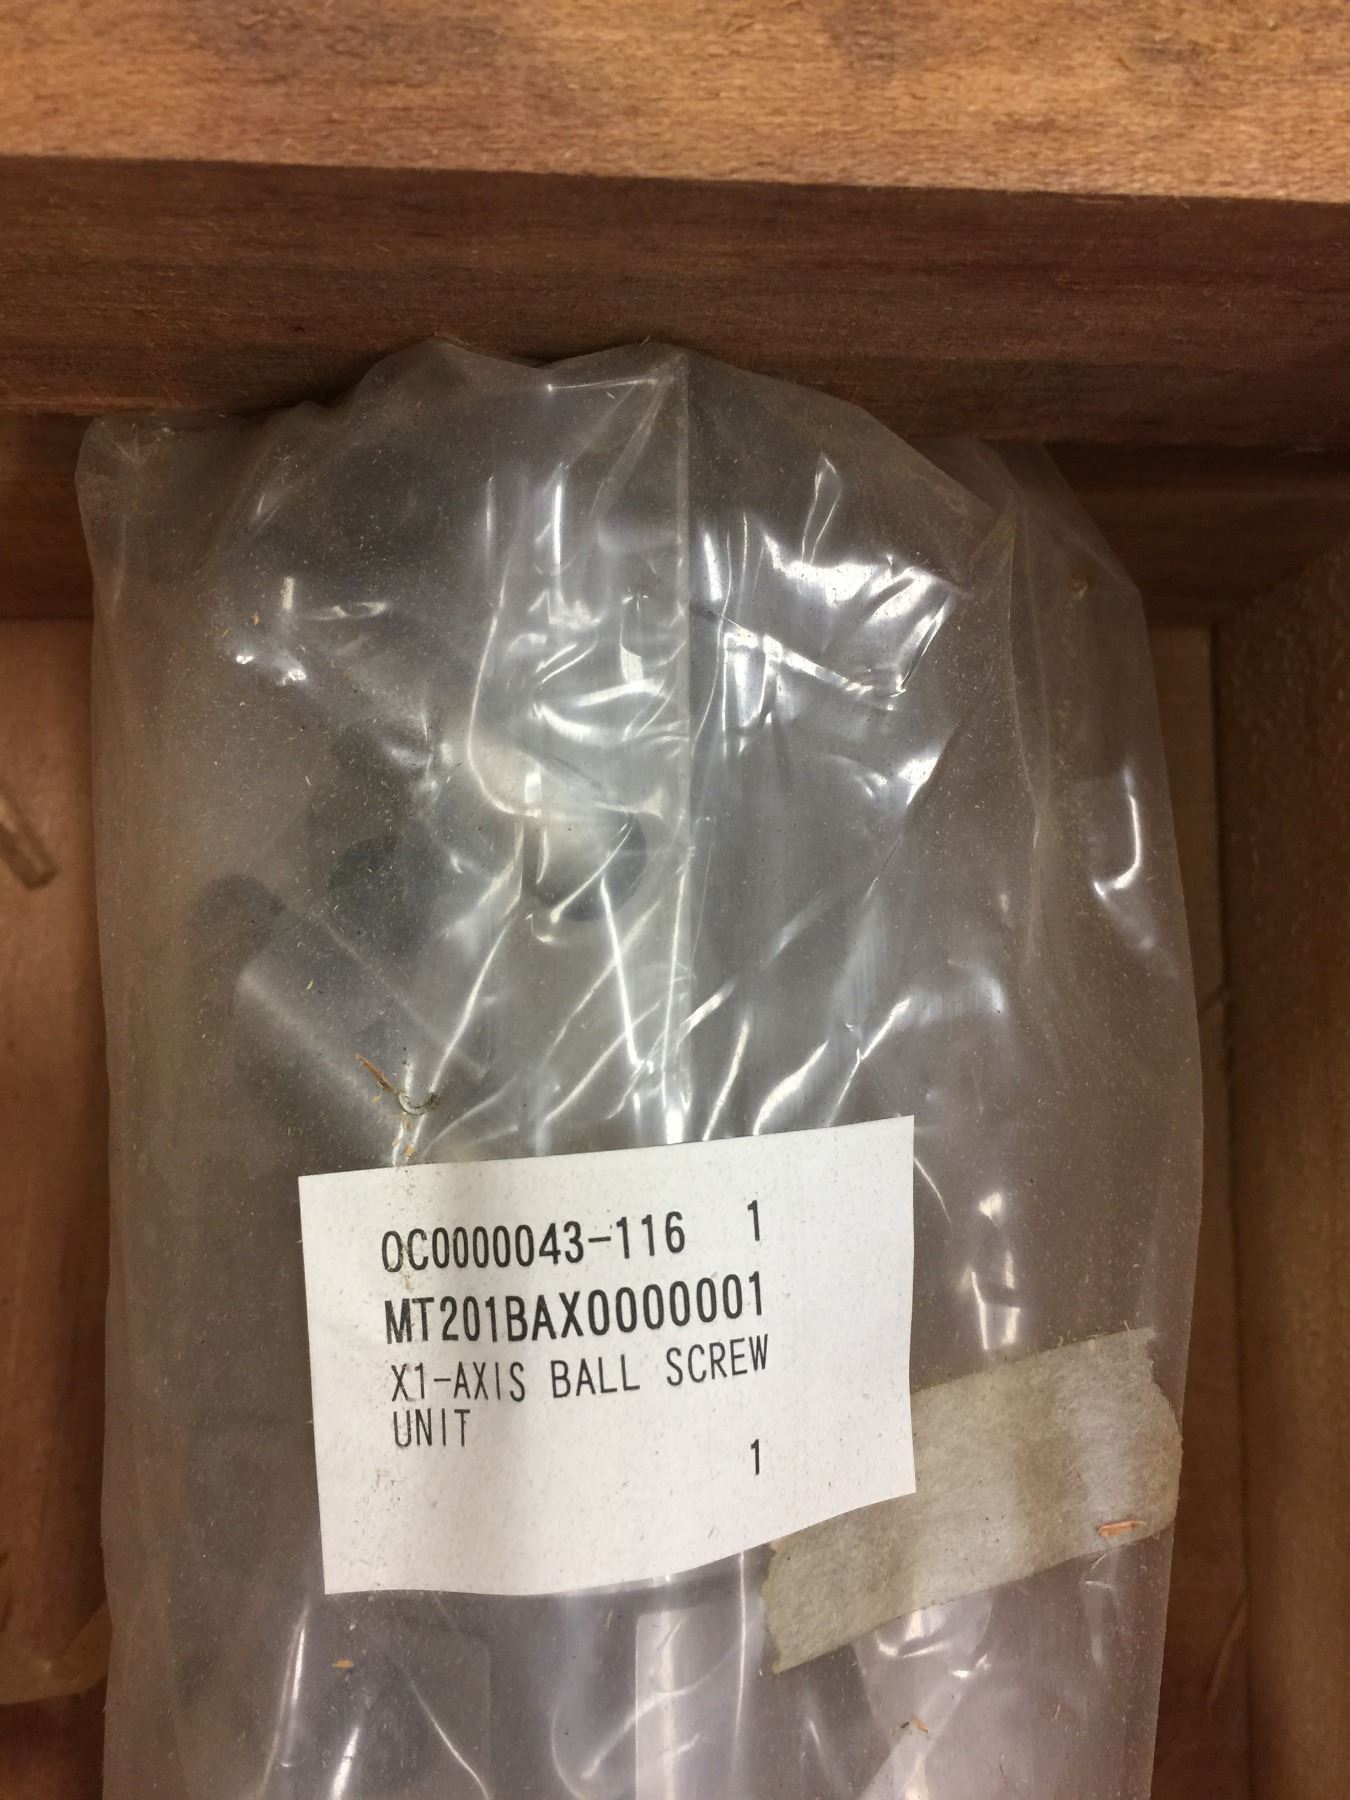 OC0000043-116 1
MT201BAX0000001
X1-AXIS BALL SCREW
UNIT
1